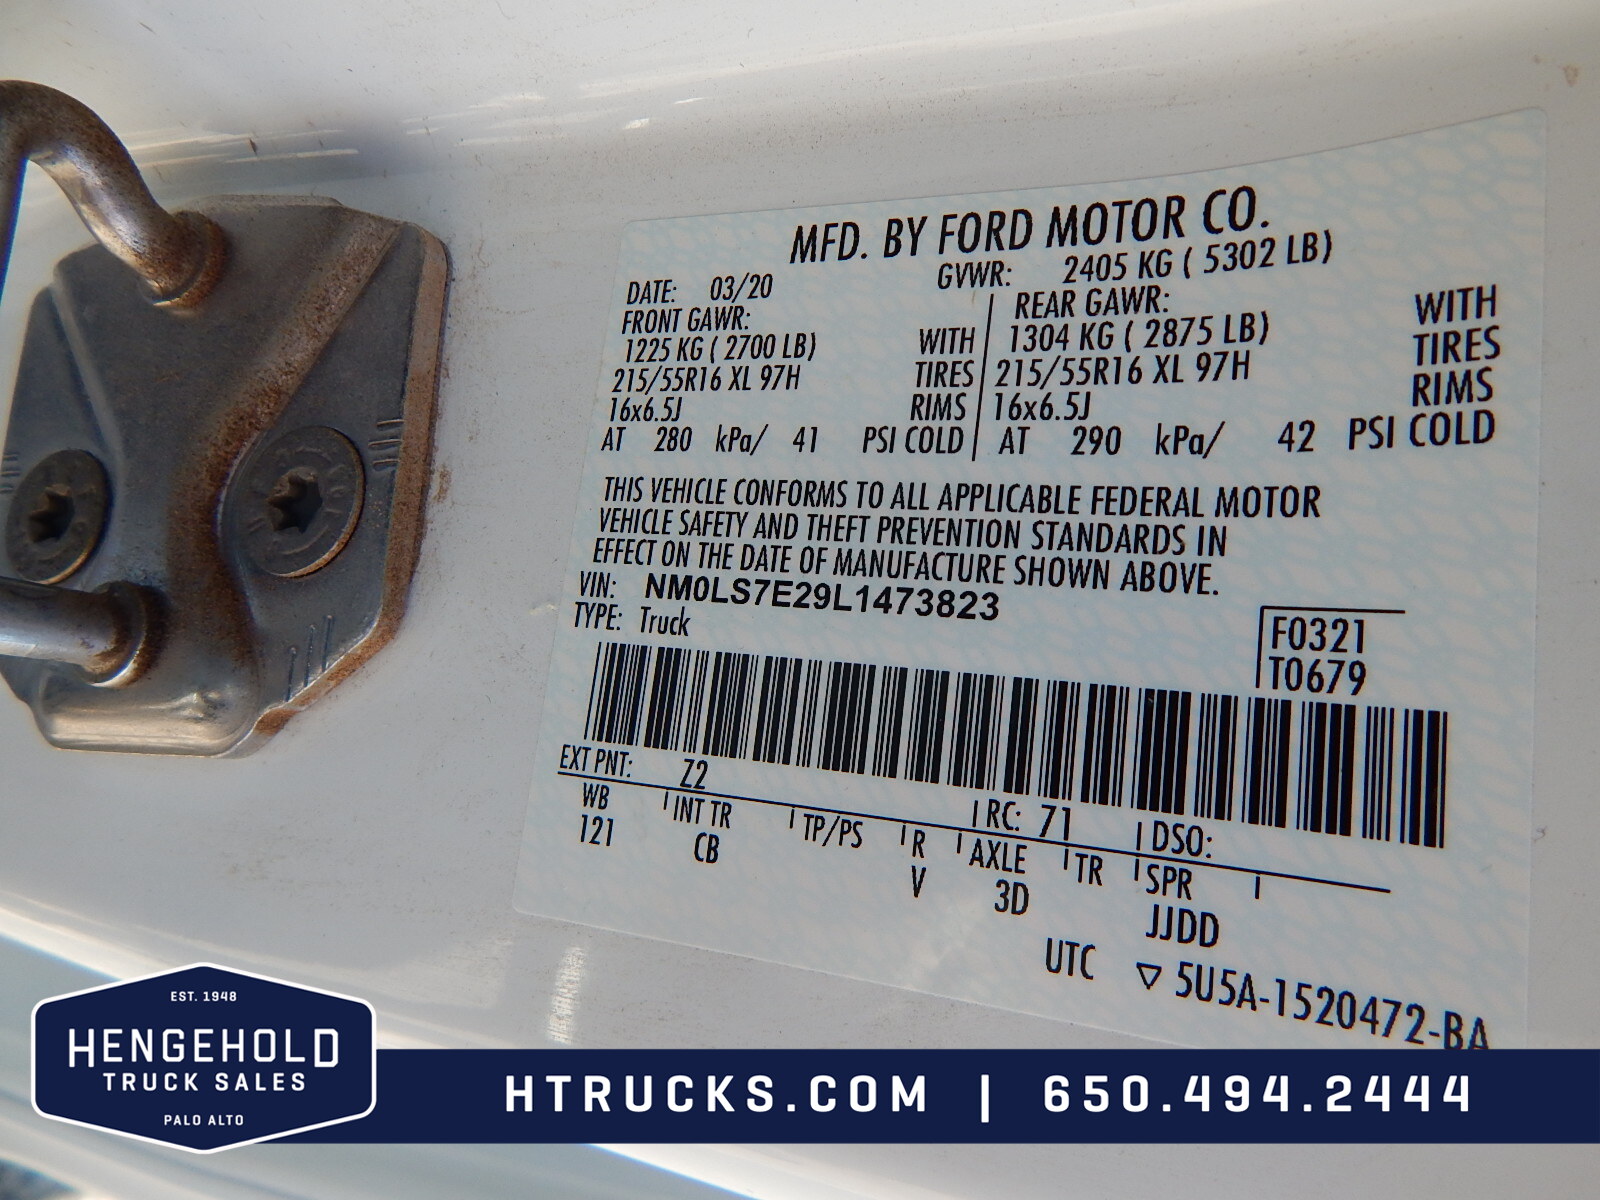 MFD. BY FORD MOTOR CO.
DATE: 03/20 GVWR: 2405 KG ( 5302 LB)
FRONT GAWR: REAR GAWR:
1225 KG ( 2700 LB) WITH 1304 KG ( 2875 LB) WITH
215/55R16 XL 97H TIRES 215/55R16 XL 97H TIRES
16x6.5J RIMS 16x6.5J RIMS
AT 280 kPa/ 41 PSI COLD AT 290 kPa/ 42 PSI COLD
THIS VEHICLE CONFORMS TO ALL APPLICABLE FEDERAL MOTOR
VEHICLE SAFETY AND THEFT PREVENTION STANDARDS IN
EFFECT ON THE DATE OF MANUFACTURE SHOWN ABOVE.
VIN: NM0LS7E29L1473823
TYPE: Truck
F0321
T0679
EXT PNT: Z2 RC: 71 DSO:
WB INT TR TP/PS R AXLE TR SPR
121 CB V 3D JJDD
UTC ▽ 5U5A-1520472-BA
EST. 1948
HENGEHOLD
TRUCK SALES
PALO ALTO
HTRUCKS.COM | 650.494.2444